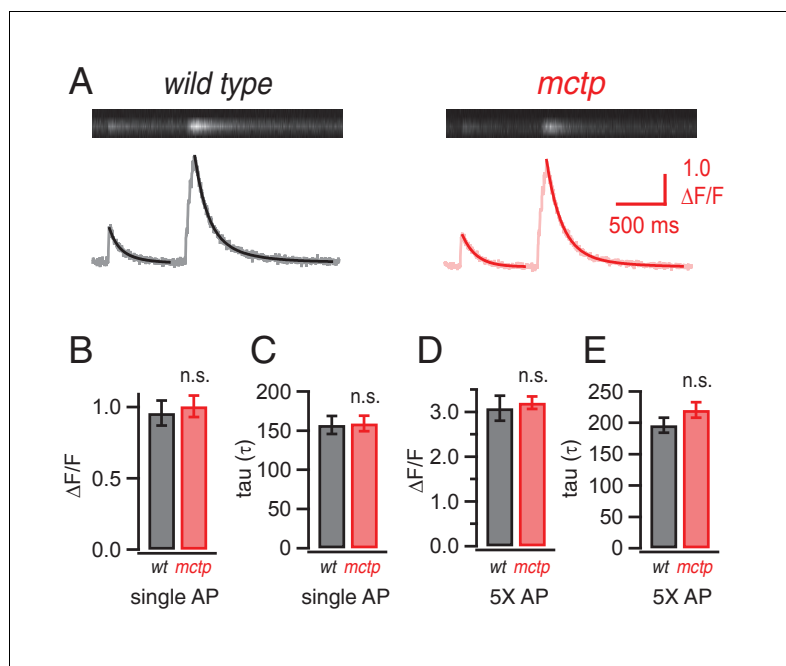 A
wild type
mctp
1.0
ΔF/F
500 ms
B
n.s.
1.0
0.5
0.0
ΔF/F
wt mctp
single AP
C
n.s.
200
150
100
50
0
tau (τ)
wt mctp
single AP
D
n.s.
3.0
2.0
1.0
0.0
ΔF/F
wt mctp
5X AP
E
n.s.
250
200
150
100
50
0
tau (τ)
wt mctp
5X AP